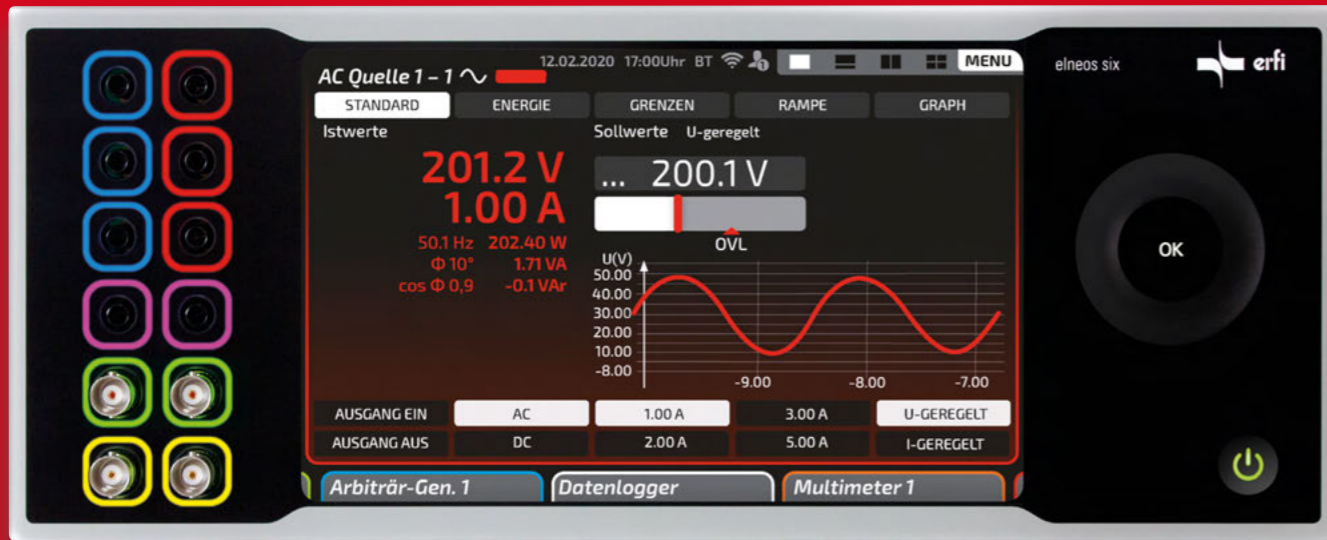 12.02.2020 17:00Uhr BT
1
MENU
AC Quelle 1 – 1
STANDARD ENERGIE GRENZEN RAMPE GRAPH
Istwerte
201.2 V
1.00 A
50.1 Hz 202.40 W
Φ 10° 1.71 VA
cos Φ 0,9 -0.1 VAr
Sollwerte U-geregelt
... 200.1 V
OVL
U(V)
50.00
40.00
30.00
20.00
10.00
-8.00
-9.00 -8.00 -7.00
AUSGANG EIN AC 1.00 A 3.00 A U-GEREGELT
AUSGANG AUS DC 2.00 A 5.00 A I-GEREGELT
Arbiträr-Gen. 1 Datenlogger Multimeter 1
elneos six erfi
OK